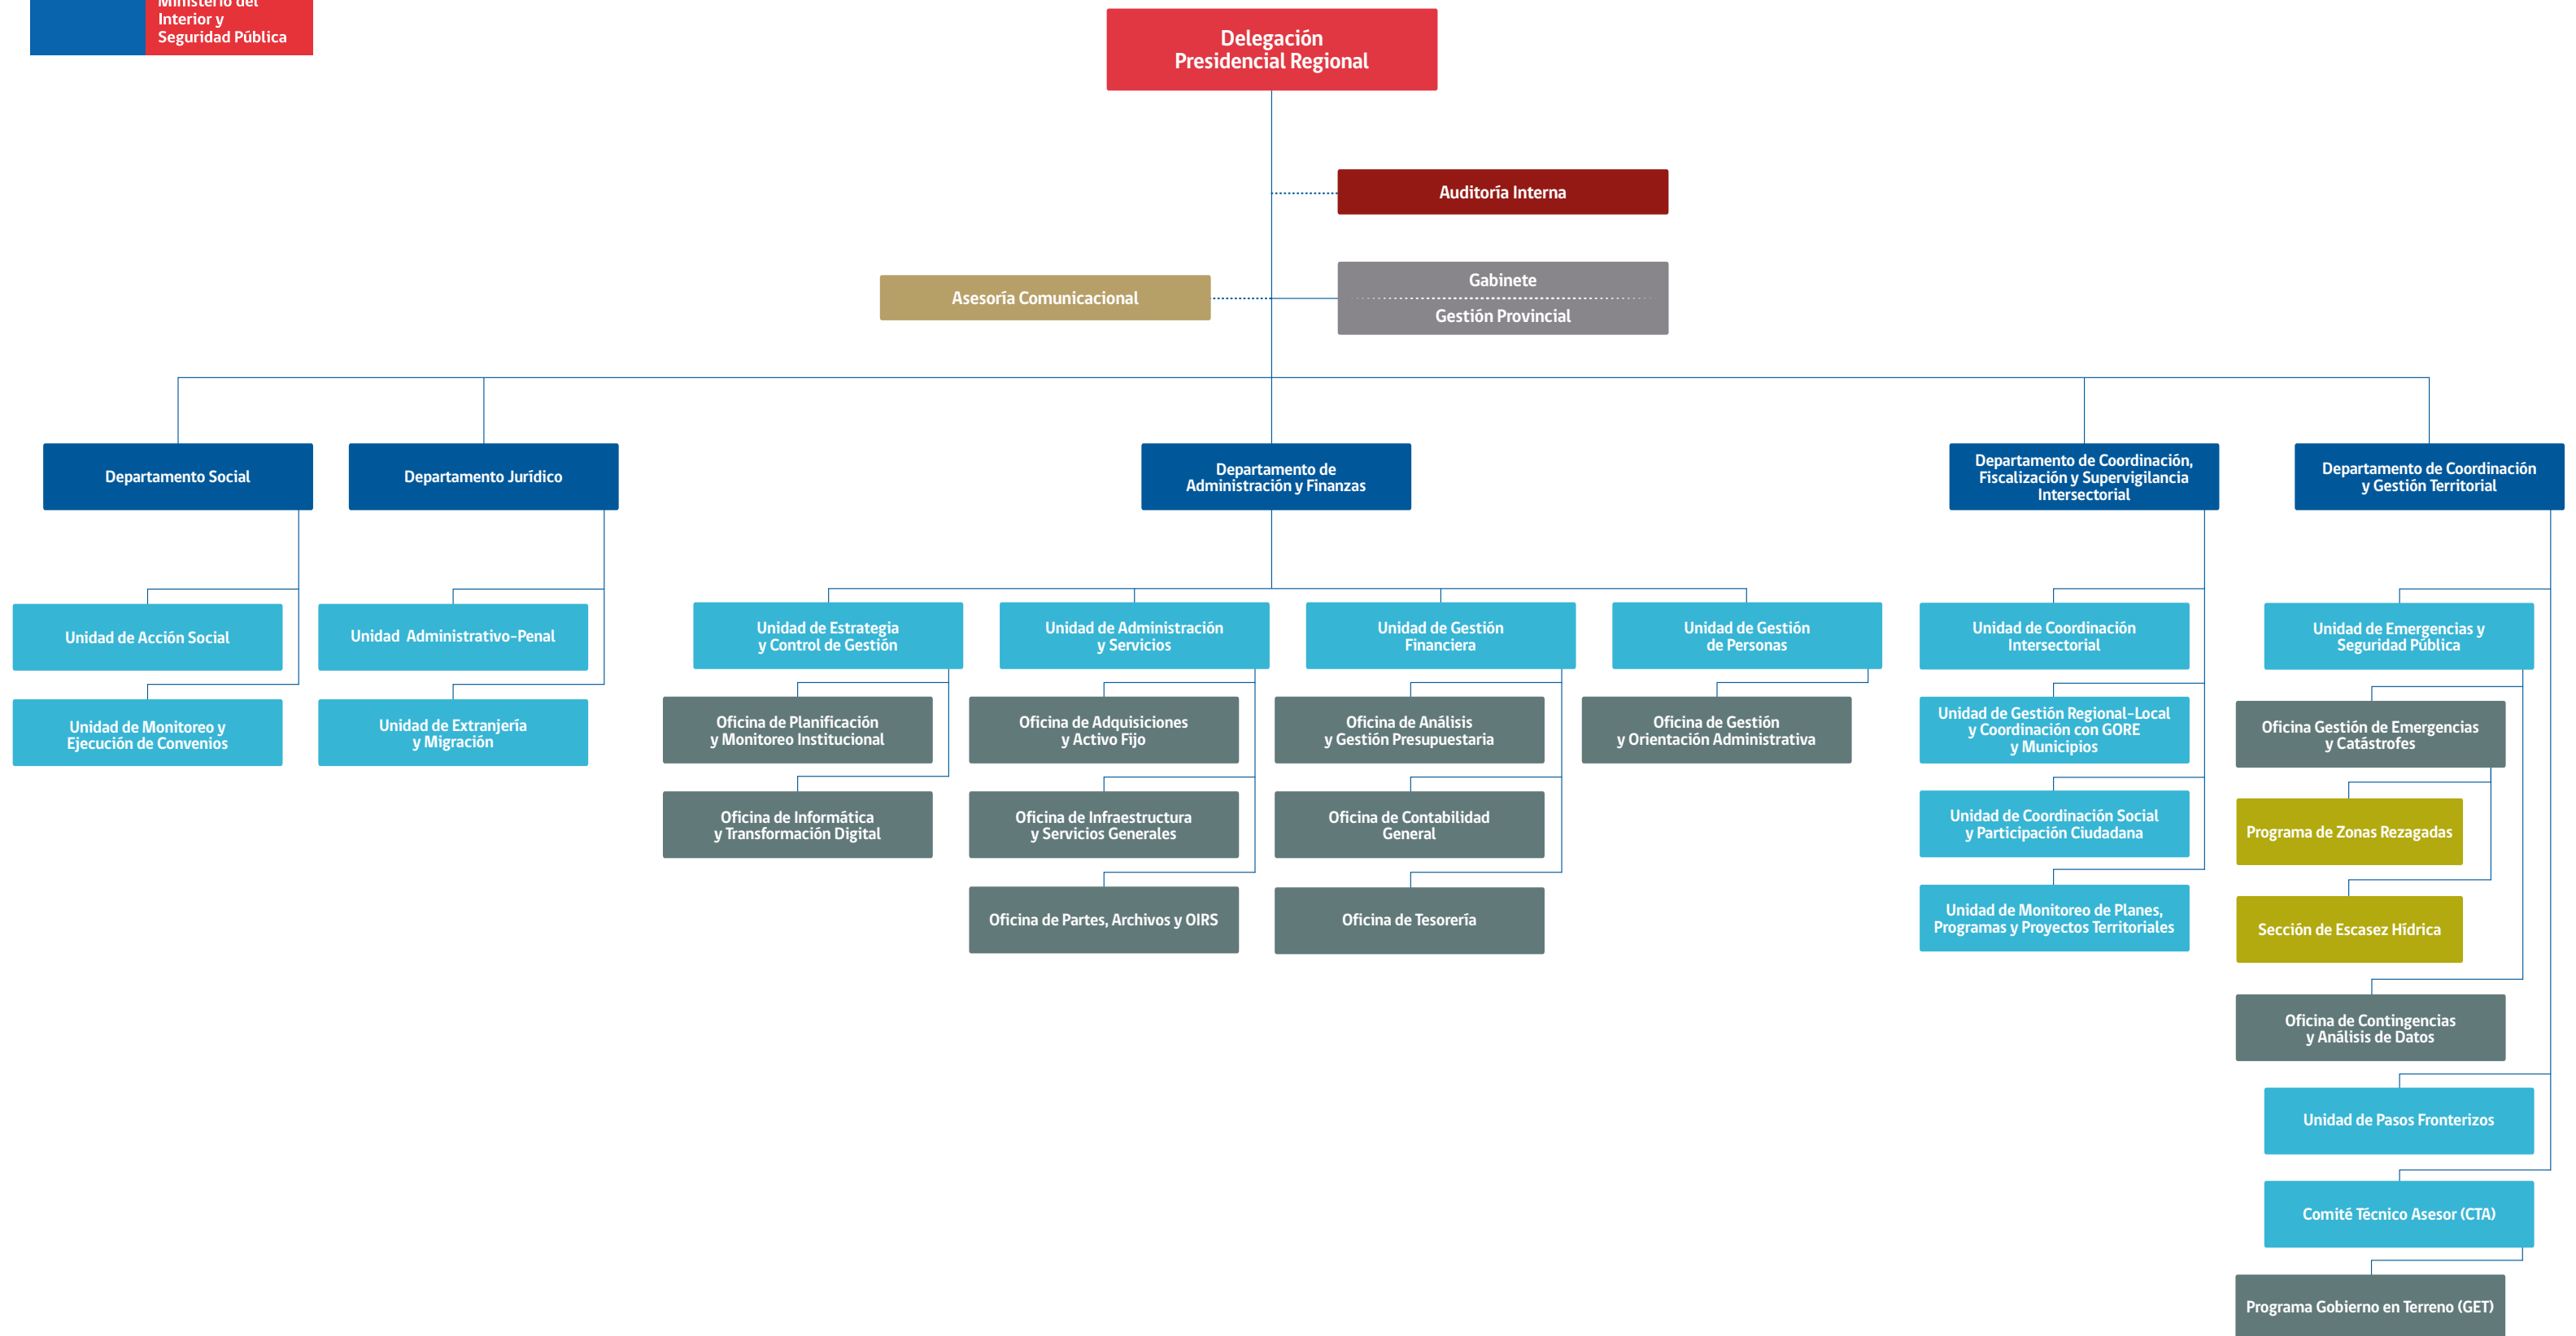 Ministerio del
Interior y
Seguridad Pública
Delegación
Presidencial Regional
Auditoría Interna
Asesoría Comunicacional
Gabinete
Gestión Provincial
Departamento Social
Departamento Jurídico
Departamento de
Administración y Finanzas
Departamento de Coordinación,
Fiscalización y Supervigilancia
Intersectorial
Departamento de Coordinación
y Gestión Territorial
Unidad de Acción Social
Unidad de Monitoreo y
Ejecución de Convenios
Unidad Administrativo-Penal
Unidad de Extranjería
y Migración
Unidad de Estrategia
y Control de Gestión
Oficina de Planificación
y Monitoreo Institucional
Oficina de Informática
y Transformación Digital
Unidad de Administración
y Servicios
Oficina de Adquisiciones
y Activo Fijo
Oficina de Infraestructura
y Servicios Generales
Oficina de Partes, Archivos y OIRS
Unidad de Gestión
Financiera
Oficina de Análisis
y Gestión Presupuestaria
Oficina de Contabilidad
General
Oficina de Tesorería
Unidad de Gestión
de Personas
Oficina de Gestión
y Orientación Administrativa
Unidad de Coordinación
Intersectorial
Unidad de Gestión Regional-Local
y Coordinación con GORE
y Municipios
Unidad de Coordinación Social
y Participación Ciudadana
Unidad de Monitoreo de Planes,
Programas y Proyectos Territoriales
Unidad de Emergencias y
Seguridad Pública
Oficina Gestión de Emergencias
y Catástrofes
Programa de Zonas Rezagadas
Sección de Escasez Hídrica
Oficina de Contingencias
y Análisis de Datos
Unidad de Pasos Fronterizos
Comité Técnico Asesor (CTA)
Programa Gobierno en Terreno (GET)